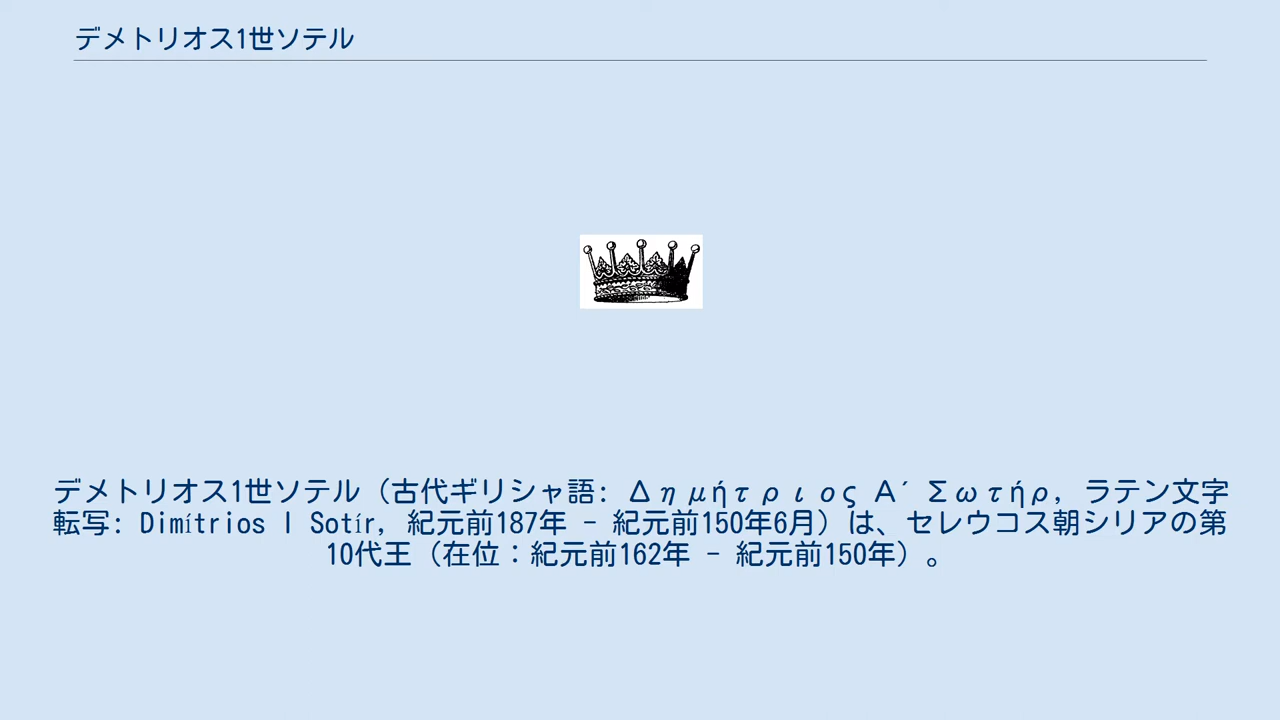 デメトリオス1世ソテル
デメトリオス1世ソテル（古代ギリシャ語: Δημήτριος Α΄ Σωτήρ, ラテン文字
転写: Dimítrios I Sotír, 紀元前187年 - 紀元前150年6月）は、セレウコス朝シリアの第
10代王（在位：紀元前162年 - 紀元前150年）。